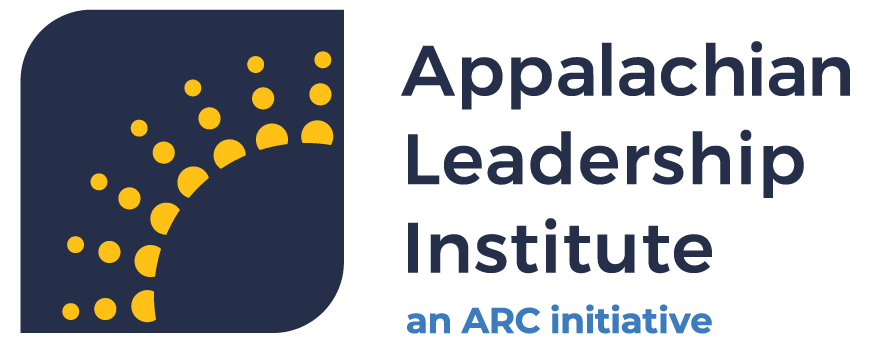 Appalachian
Leadership
Institute
an ARC initiative